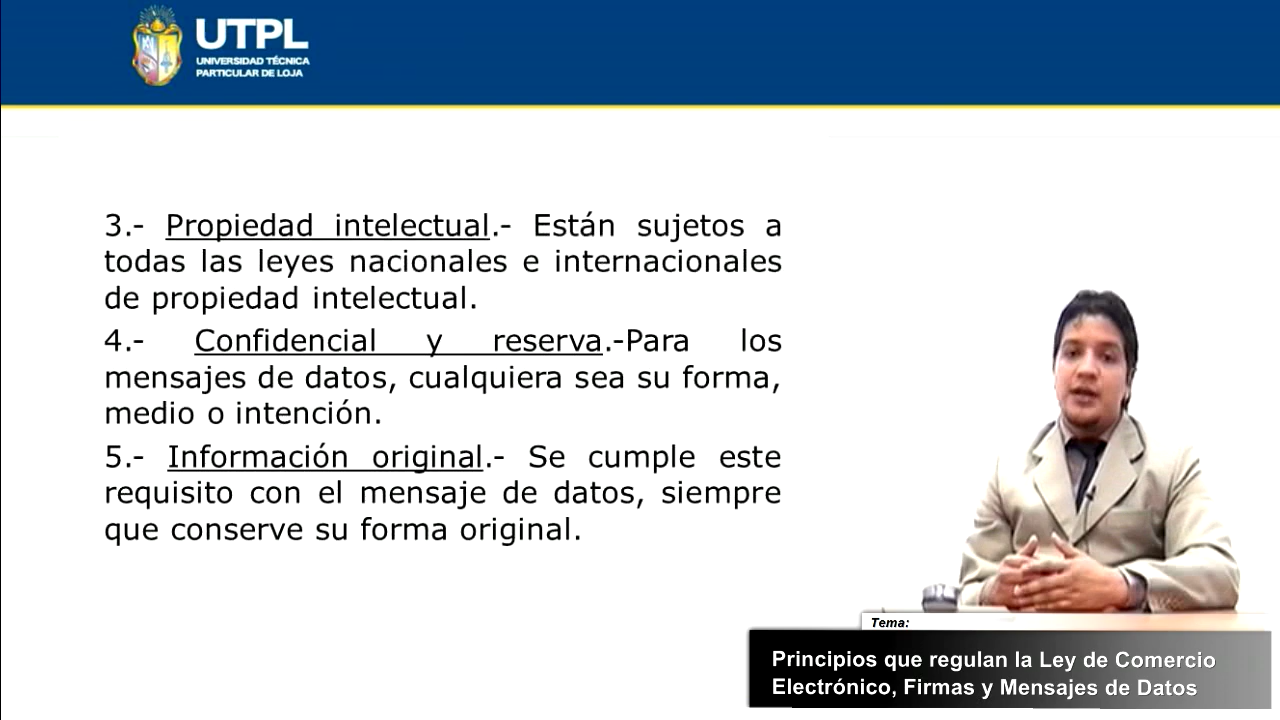 UTPL
UNIVERSIDAD TÉCNICA
PARTICULAR DE LOJA
3.- Propiedad intelectual.- Están sujetos a
todas las leyes nacionales e internacionales
de propiedad intelectual.
4.- Confidencial y reserva.-Para los
mensajes de datos, cualquiera sea su forma,
medio o intención.
5.- Información original.- Se cumple este
requisito con el mensaje de datos, siempre
que conserve su forma original.
Tema:
Principios que regulan la Ley de Comercio
Electrónico, Firmas y Mensajes de Datos